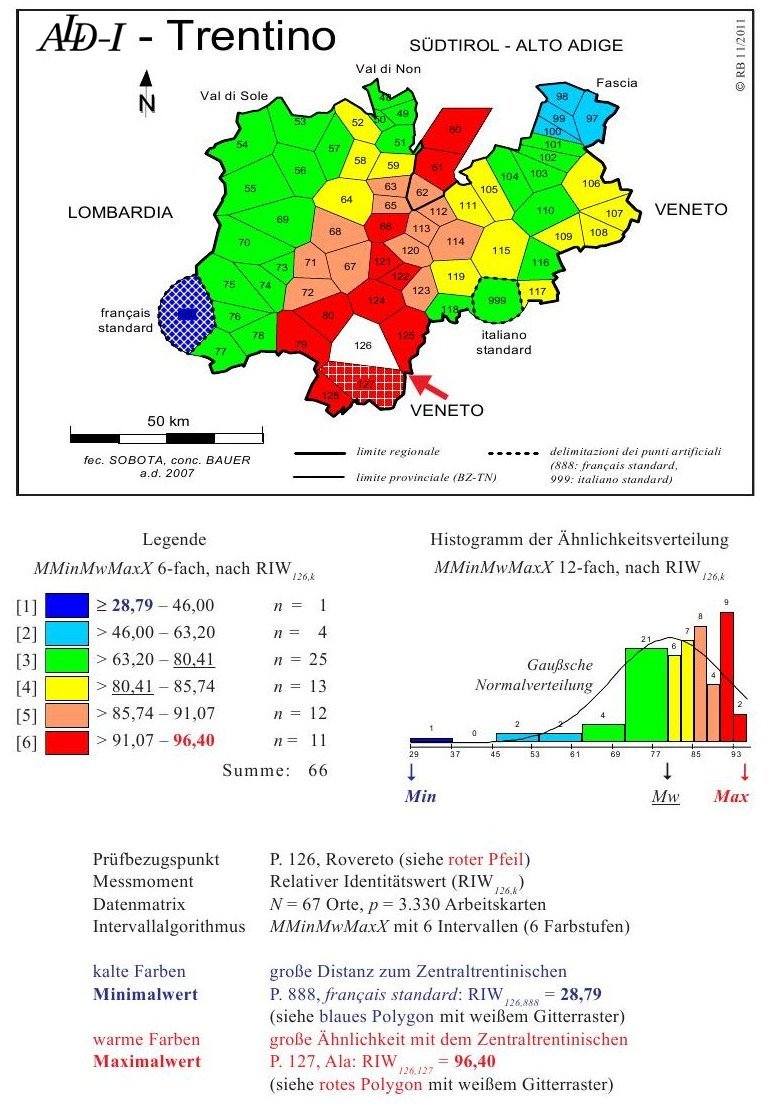 ALD-I - Trentino
SÜDTIROL - ALTO ADIGE
© RB 11/2011
N
Val di Non
Val di Sole
Fascia
LOMBARDIA
VENETO
48
49
50
51
52
53
54
55
56
57
58
59
60
61
62
63
64
65
66
67
68
69
70
71
72
73
74
75
76
77
78
79
80
97
98
99
100
101
102
103
104
105
106
107
108
109
110
111
112
113
114
115
116
117
118
119
120
121
122
123
124
125
126
127
128
999
français
standard
italiano
standard
VENETO
50 km
fec. SOBOTA, conc. BAUER
a.d. 2007
limite regionale
limite provinciale (BZ-TN)
delimitazioni dei punti artificiali
(888: français standard,
999: italiano standard)
Legende
MMinMwMaxX 6-fach, nach RIW126,k
[1] ≥ 28,79 – 46,00 n = 1
[2] > 46,00 – 63,20 n = 4
[3] > 63,20 – 80,41 n = 25
[4] > 80,41 – 85,74 n = 13
[5] > 85,74 – 91,07 n = 12
[6] > 91,07 – 96,40 n = 11
Summe: 66
Histogramm der Ähnlichkeitsverteilung
MMinMwMaxX 12-fach, nach RIW126,k
Gaußsche
Normalverteilung
1 0 2 2 4 21 6 7 8 4 9 2
29 37 45 53 61 69 77 85 93
Min Mw Max
Prüfbezugspunkt P. 126, Rovereto (siehe roter Pfeil)
Messmoment Relativer Identitätswert (RIW126,k)
Datenmatrix N = 67 Orte, p = 3.330 Arbeitskarten
Intervallalgorithmus MMinMwMaxX mit 6 Intervallen (6 Farbstufen)
kalte Farben große Distanz zum Zentraltrentinischen
Minimalwert P. 888, français standard: RIW126,888 = 28,79
(siehe blaues Polygon mit weißem Gitterraster)
warme Farben große Ähnlichkeit mit dem Zentraltrentinischen
Maximalwert P. 127, Ala: RIW126,127 = 96,40
(siehe rotes Polygon mit weißem Gitterraster)